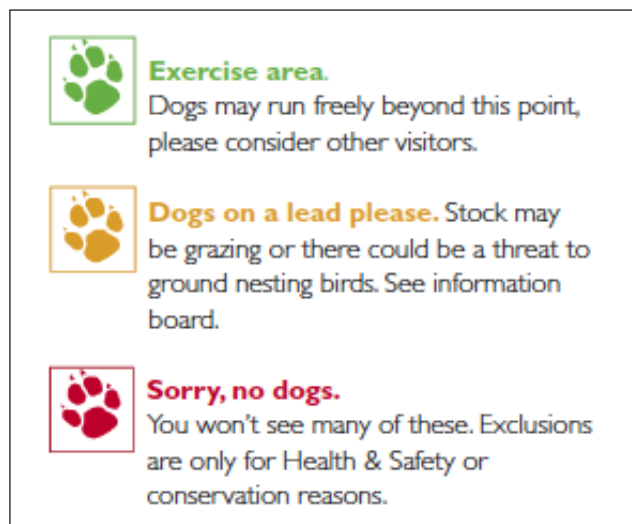 Exercise area.
Dogs may run freely beyond this point,
please consider other visitors.
Dogs on a lead please. Stock may
be grazing or there could be a threat to
ground nesting birds. See information
board.
Sorry, no dogs.
You won't see many of these. Exclusions
are only for Health & Safety or
conservation reasons.